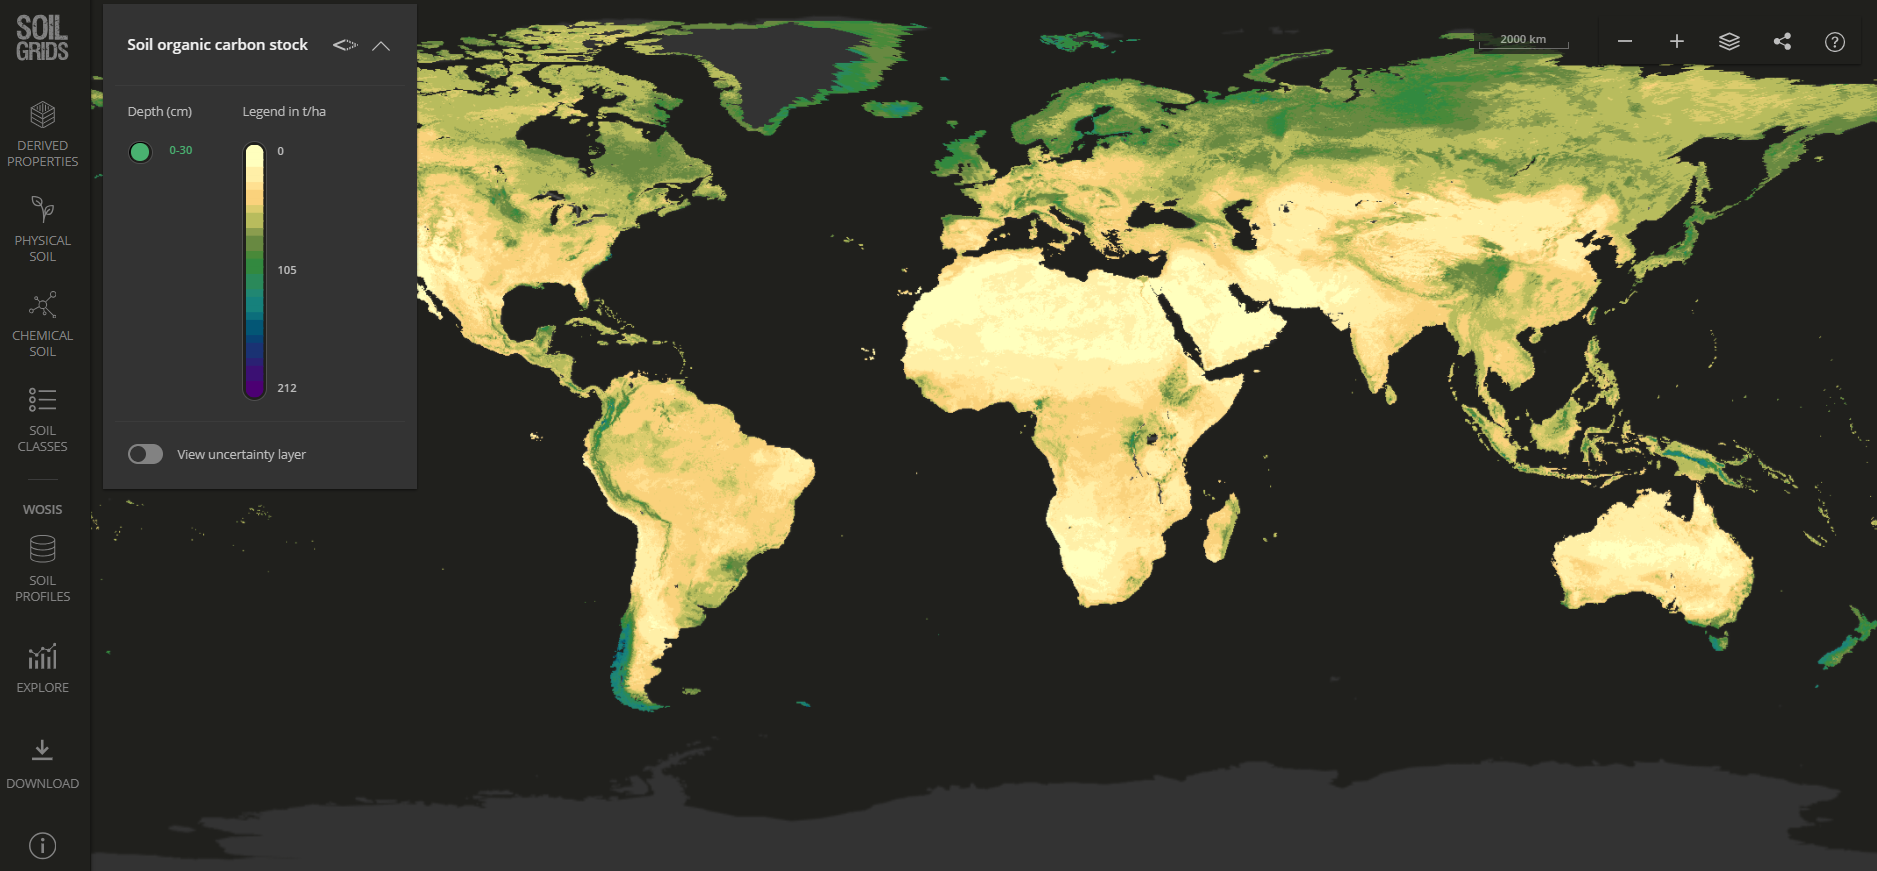 SOIL
GRIDS
DERIVED
PROPERTIES
PHYSICAL
SOIL
CHEMICAL
SOIL
SOIL
CLASSES
WOSIS
SOIL
PROFILES
EXPLORE
DOWNLOAD
Soil organic carbon stock
Depth (cm)
Legend in t/ha
0-30
0
105
212
View uncertainty layer
2000 km